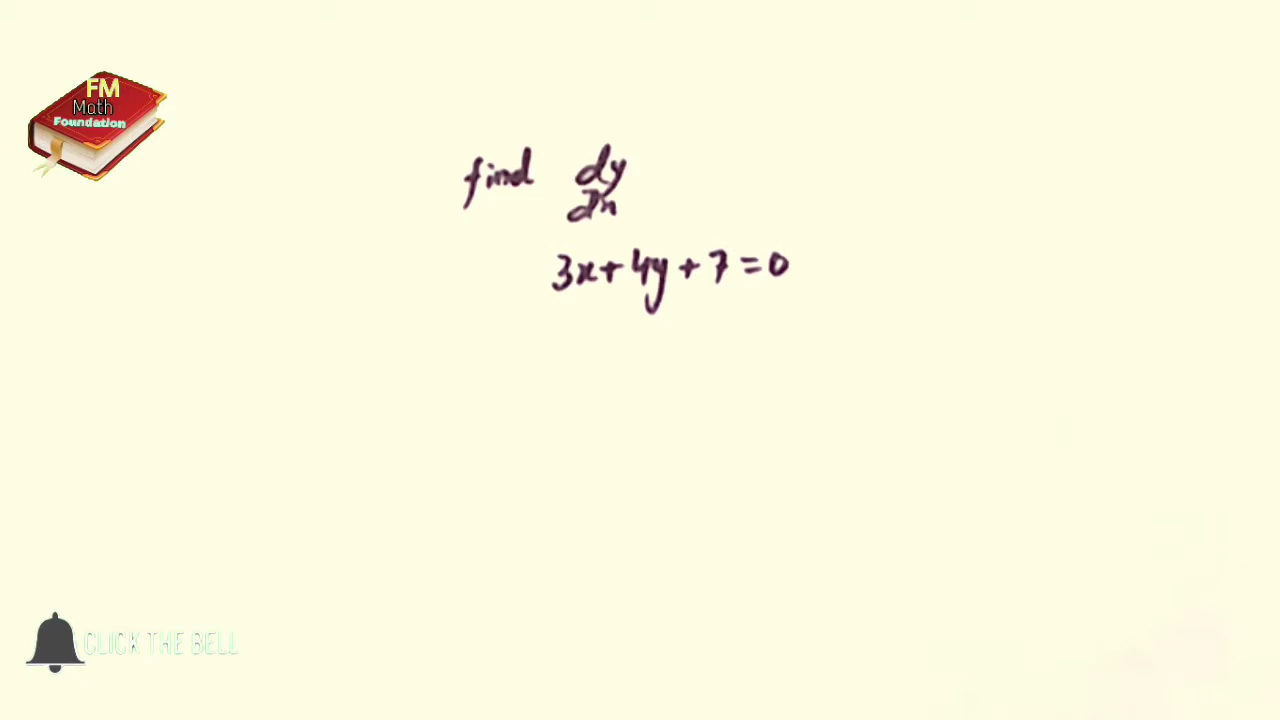 FM
Math
Foundation
find dy
dx
3x+4y+7=0
CLICK THE BELL